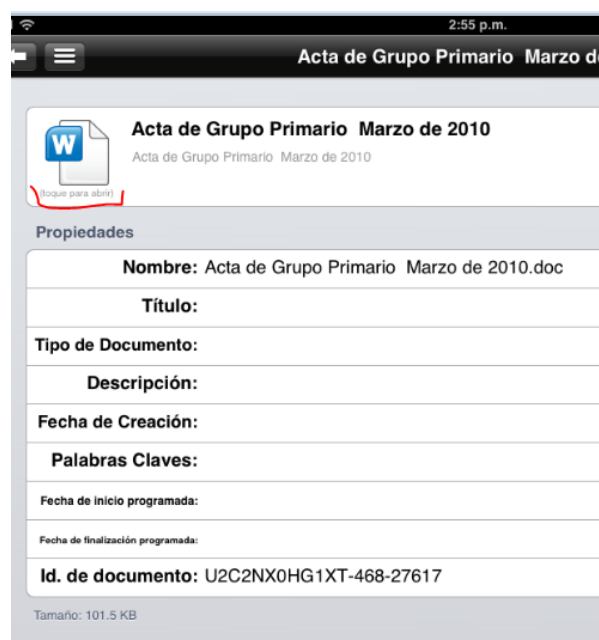 2:55 p.m.
Acta de Grupo Primario Marzo d
W
Acta de Grupo Primario Marzo de 2010
Acta de Grupo Primario Marzo de 2010
(toque para abrir)
Propiedades
Nombre: Acta de Grupo Primario Marzo de 2010.doc
Título:
Tipo de Documento:
Descripción:
Fecha de Creación:
Palabras Claves:
Fecha de inicio programada:
Fecha de finalización programada:
Id. de documento: U2C2NX0HG1XT-468-27617
Tamaño: 101.5 KB